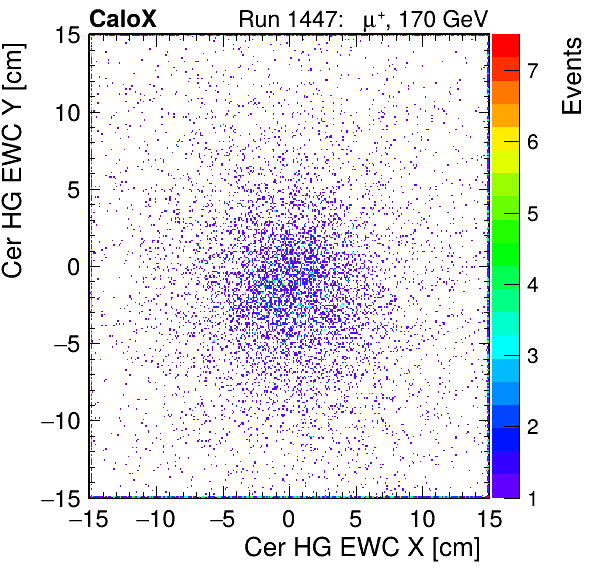 CaloX Run 1447: μ⁺, 170 GeV
Cer HG EWC Y [cm]
15
10
5
0
−5
−10
−15
−15 −10 −5 0 5 10 15
Cer HG EWC X [cm]
Events
7
6
5
4
3
2
1